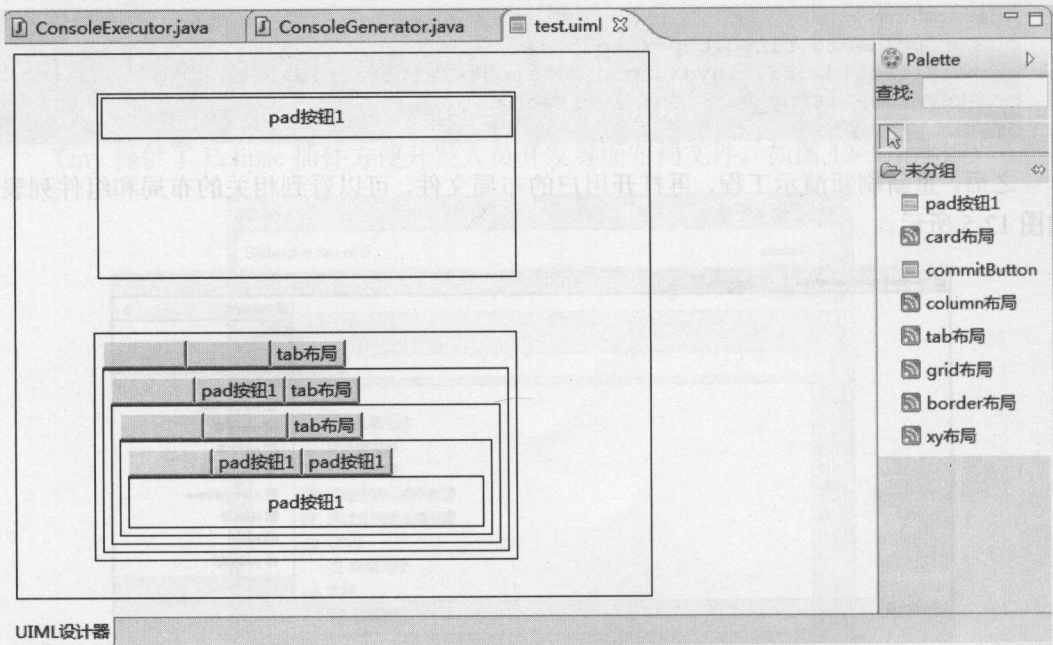 ConsoleExecutor.java ConsoleGenerator.java test.uiml
Palette
查找:
pad按钮1
未分组
pad按钮1
card布局
commitButton
column布局
tab布局
grid布局
border布局
xy布局
tab布局
pad按钮1 tab布局
tab布局
pad按钮1 pad按钮1
pad按钮1
UIML设计器